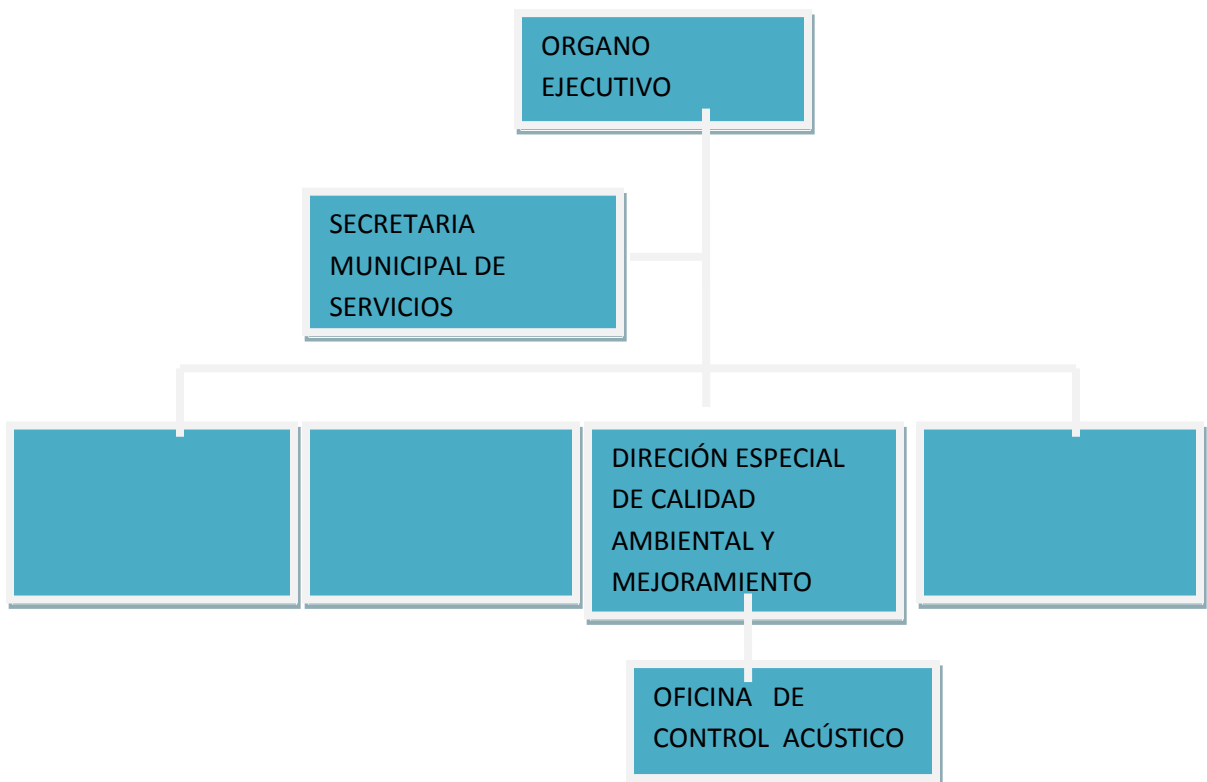 ORGANO
EJECUTIVO
SECRETARIA
MUNICIPAL DE
SERVICIOS
DIRECIÓN ESPECIAL
DE CALIDAD
AMBIENTAL Y
MEJORAMIENTO
OFICINA DE
CONTROL ACÚSTICO